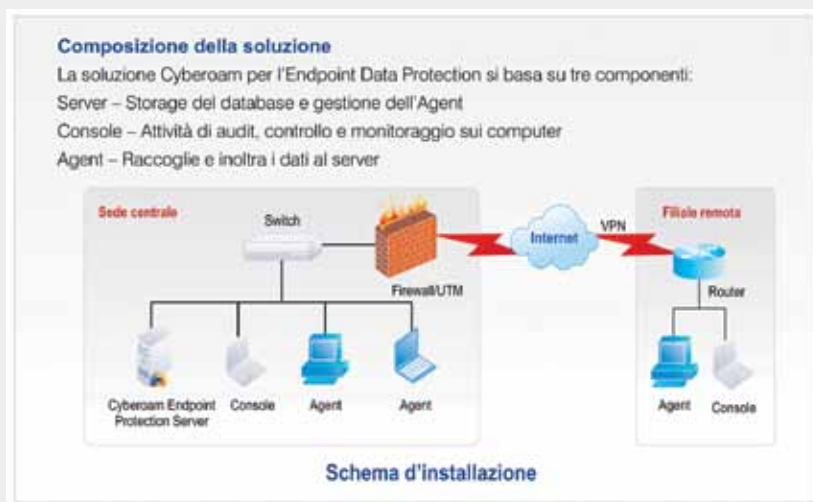 Composizione della soluzione
La soluzione Cyberoam per l'Endpoint Data Protection si basa su tre componenti:
Server – Storage del database e gestione dell'Agent
Console – Attività di audit, controllo e monitoraggio sui computer
Agent – Raccoglie e inoltra i dati al server
Sede centrale
Switch
Firewall/UTM
Internet
VPN
Filiale remota
Router
Cyberoam Endpoint
Protection Server
Console
Agent
Agent
Agent
Console
Schema d'installazione